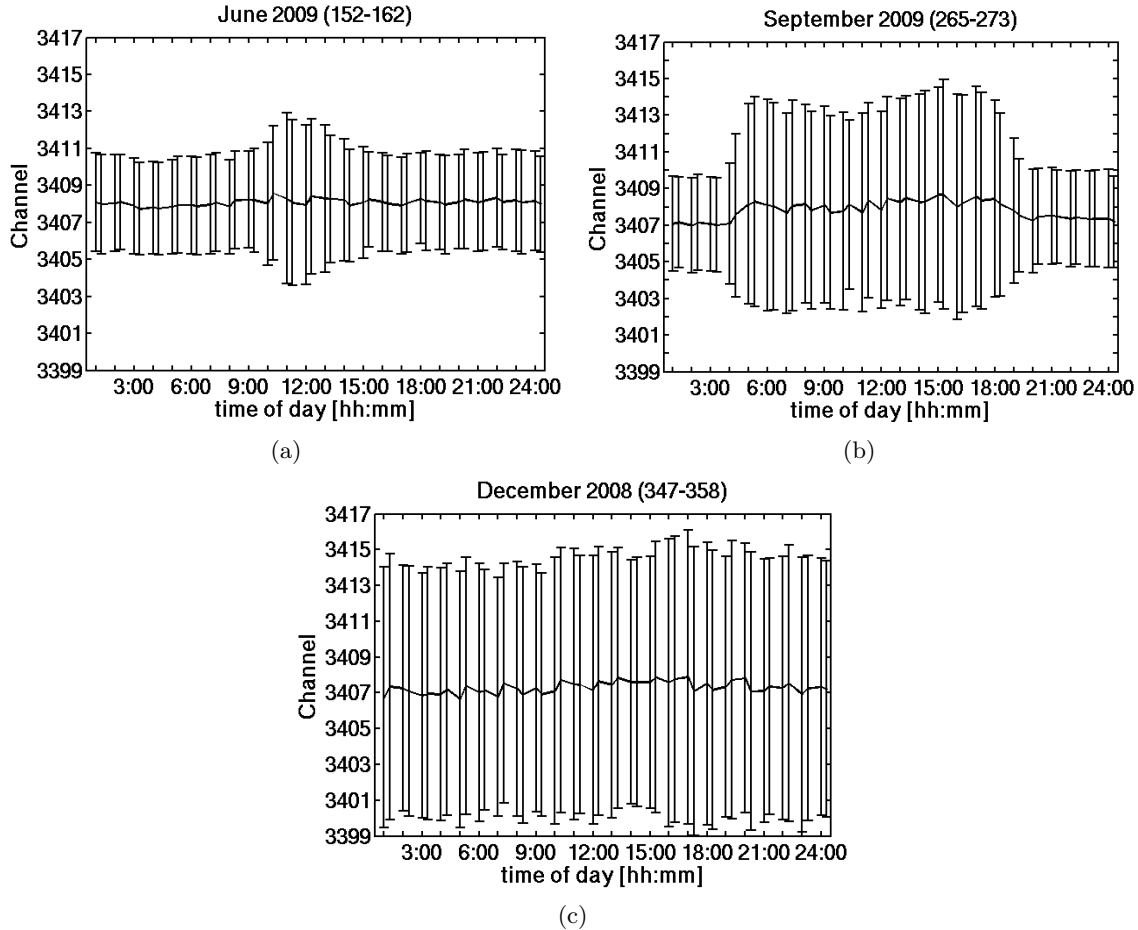 June 2009 (152-162)
3417
3415
3413
3411
3409
3407
3405
3403
3401
3399
Channel
3:00 6:00 9:00 12:00 15:00 18:00 21:00 24:00
time of day [hh:mm]
(a)
September 2009 (265-273)
3417
3415
3413
3411
3409
3407
3405
3403
3401
3399
Channel
3:00 6:00 9:00 12:00 15:00 18:00 21:00 24:00
time of day [hh:mm]
(b)
December 2008 (347-358)
3417
3415
3413
3411
3409
3407
3405
3403
3401
3399
Channel
3:00 6:00 9:00 12:00 15:00 18:00 21:00 24:00
time of day [hh:mm]
(c)